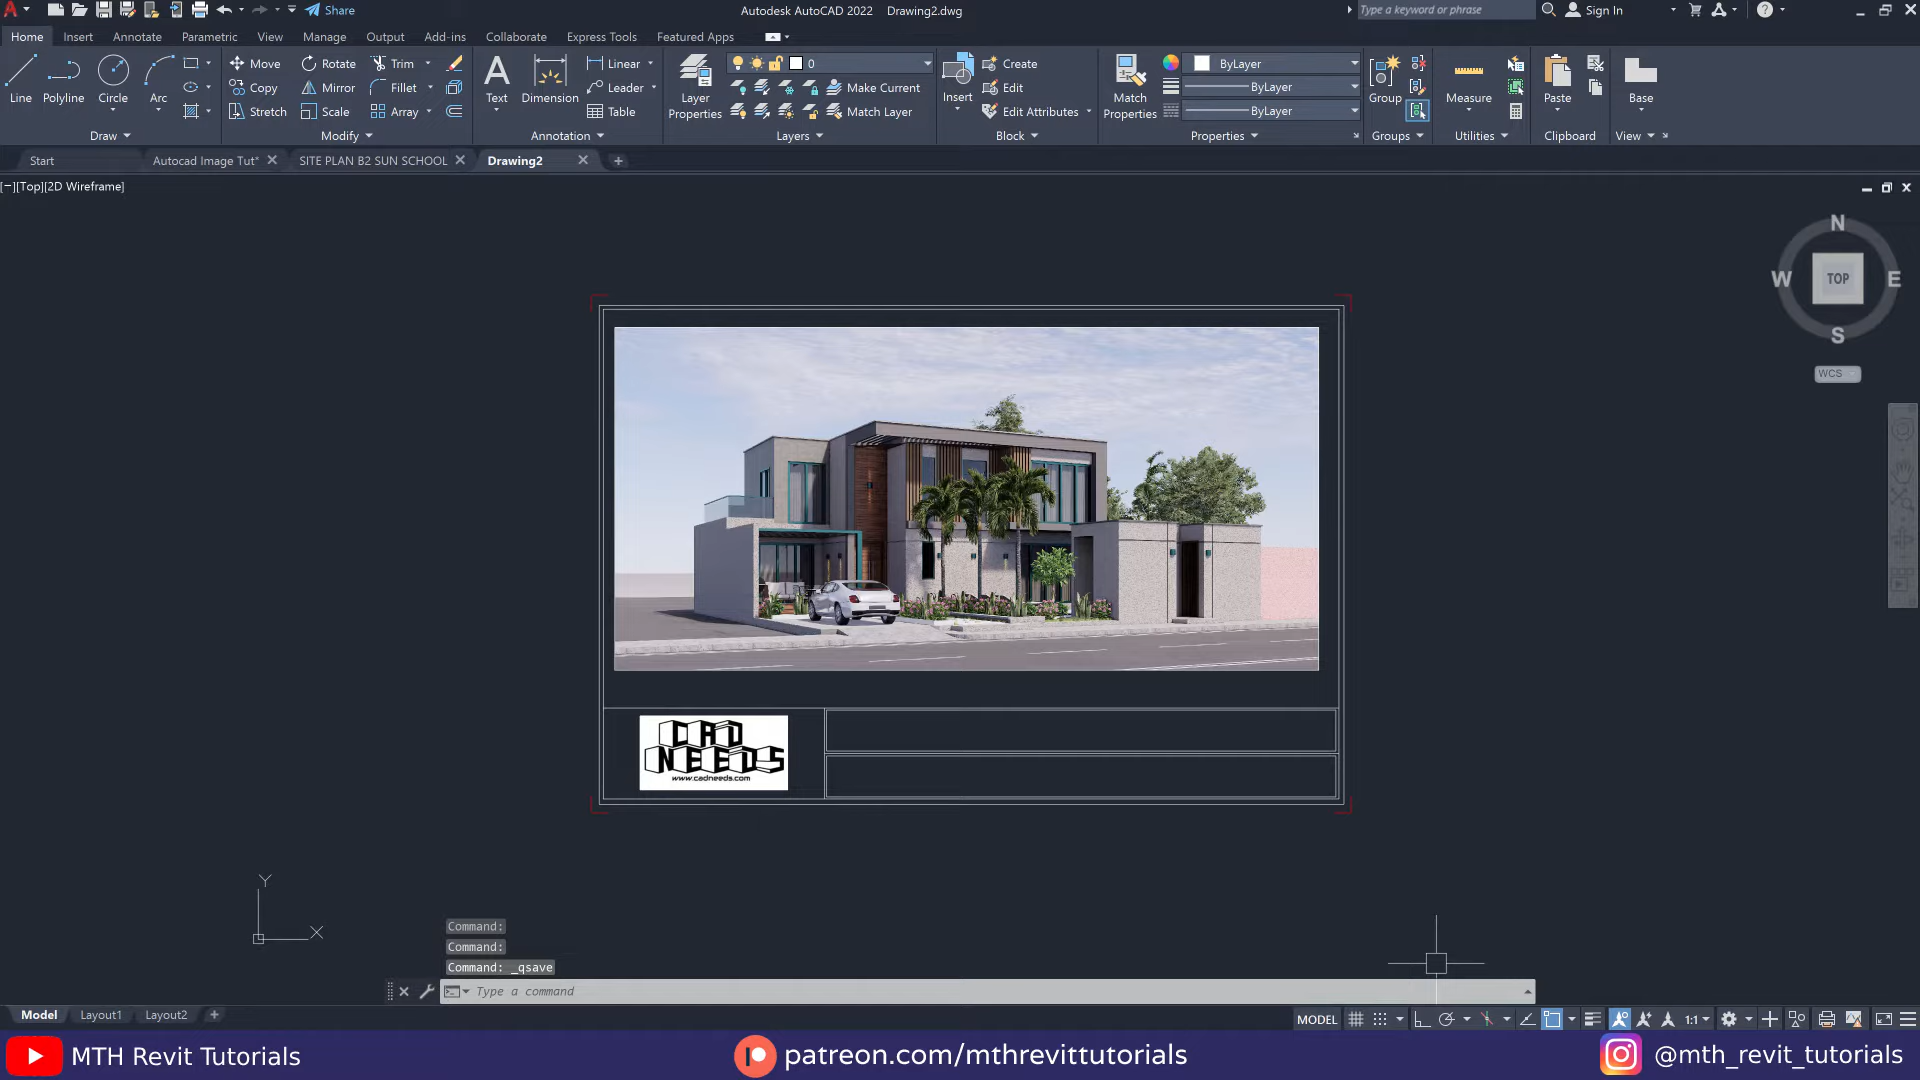 Share
Autodesk AutoCAD 2022 Drawing2.dwg
Type a keyword or phrase
Sign In
Home Insert Annotate Parametric View Manage Output Add-ins Collaborate Express Tools Featured Apps
Line Polyline Circle Arc
Move Rotate Trim
Copy Mirror Fillet
Stretch Scale Array
Text Dimension
Linear
Leader
Table
Layer Properties
0
Make Current
Match Layer
Insert
Create
Edit
Edit Attributes
Match Properties
ByLayer
ByLayer
ByLayer
Group
Measure
Paste
Base
Draw Modify Annotation Layers Block Properties Groups Utilities Clipboard View
Start Autocad Image Tut* SITE PLAN B2 SUN SCHOOL Drawing2
[−][Top][2D Wireframe]
N
W TOP E
S
WCS
CAD
NEEDS
www.cadneeds.com
Y
X
Command:
Command:
Command: _qsave
Type a command
Model Layout1 Layout2
MODEL 1:1
MTH Revit Tutorials
patreon.com/mthrevittutorials
@mth_revit_tutorials